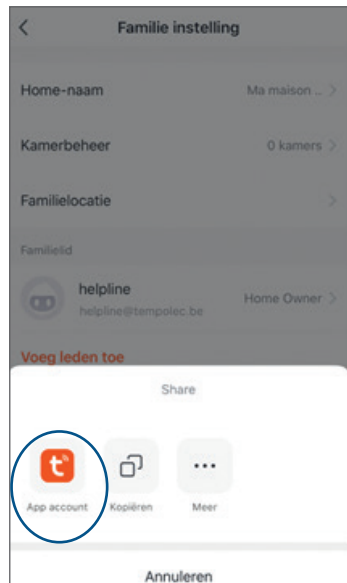 Familie instelling
Home-naam Ma maison ..
Kamerbeheer 0 kamers
Familielocatie
Familielid
helpline Home Owner
helpline@tempolec.be
Voeg leden toe
Share
App account Kopiëren Meer
Annuleren